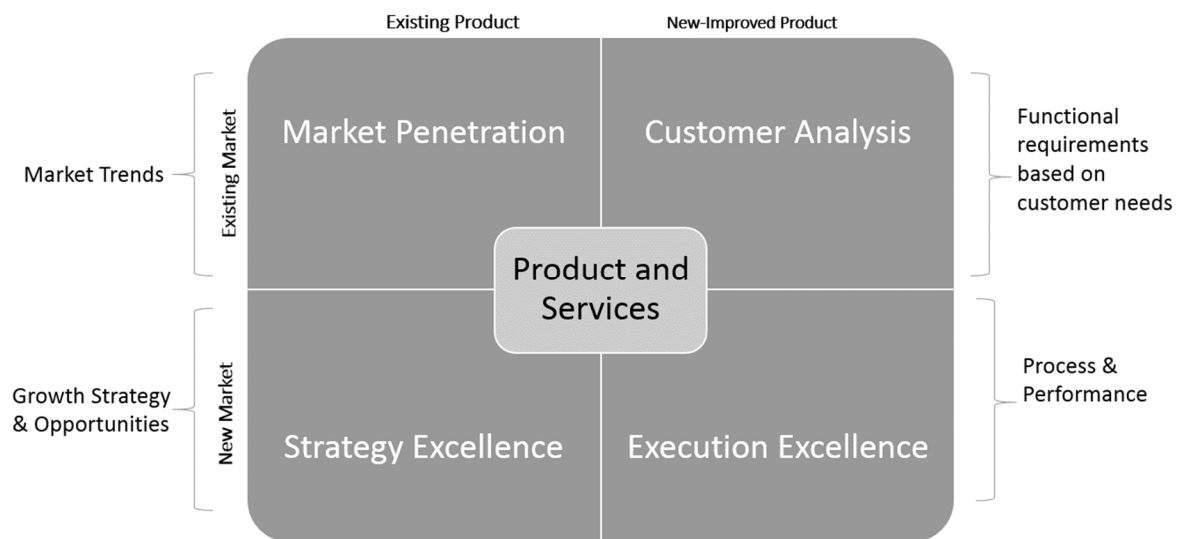 Existing Product
New-Improved Product
Market Trends
Existing Market
Market Penetration
Customer Analysis
Functional
requirements
based on
customer needs
Product and
Services
Growth Strategy
& Opportunities
New Market
Strategy Excellence
Execution Excellence
Process &
Performance